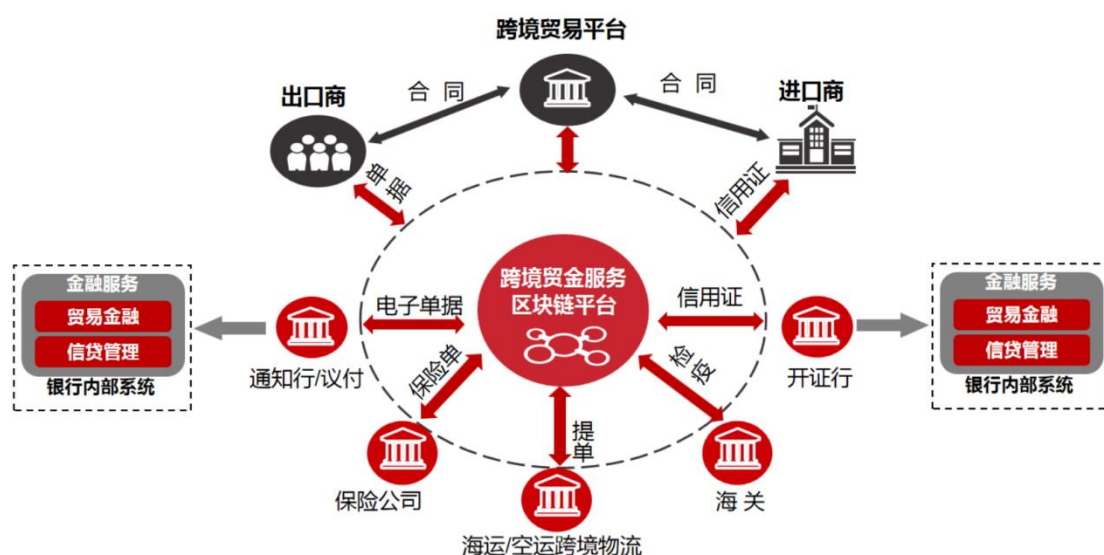 跨境贸易平台
出口商
合 同
合 同
进口商
单据
信用证
跨境贸金服务
区块链平台
金融服务
贸易金融
信贷管理
银行内部系统
电子单据
信用证
金融服务
贸易金融
信贷管理
银行内部系统
通知行/议付
保险单
检疫
开证行
提单
保险公司
海 关
海运/空运跨境物流